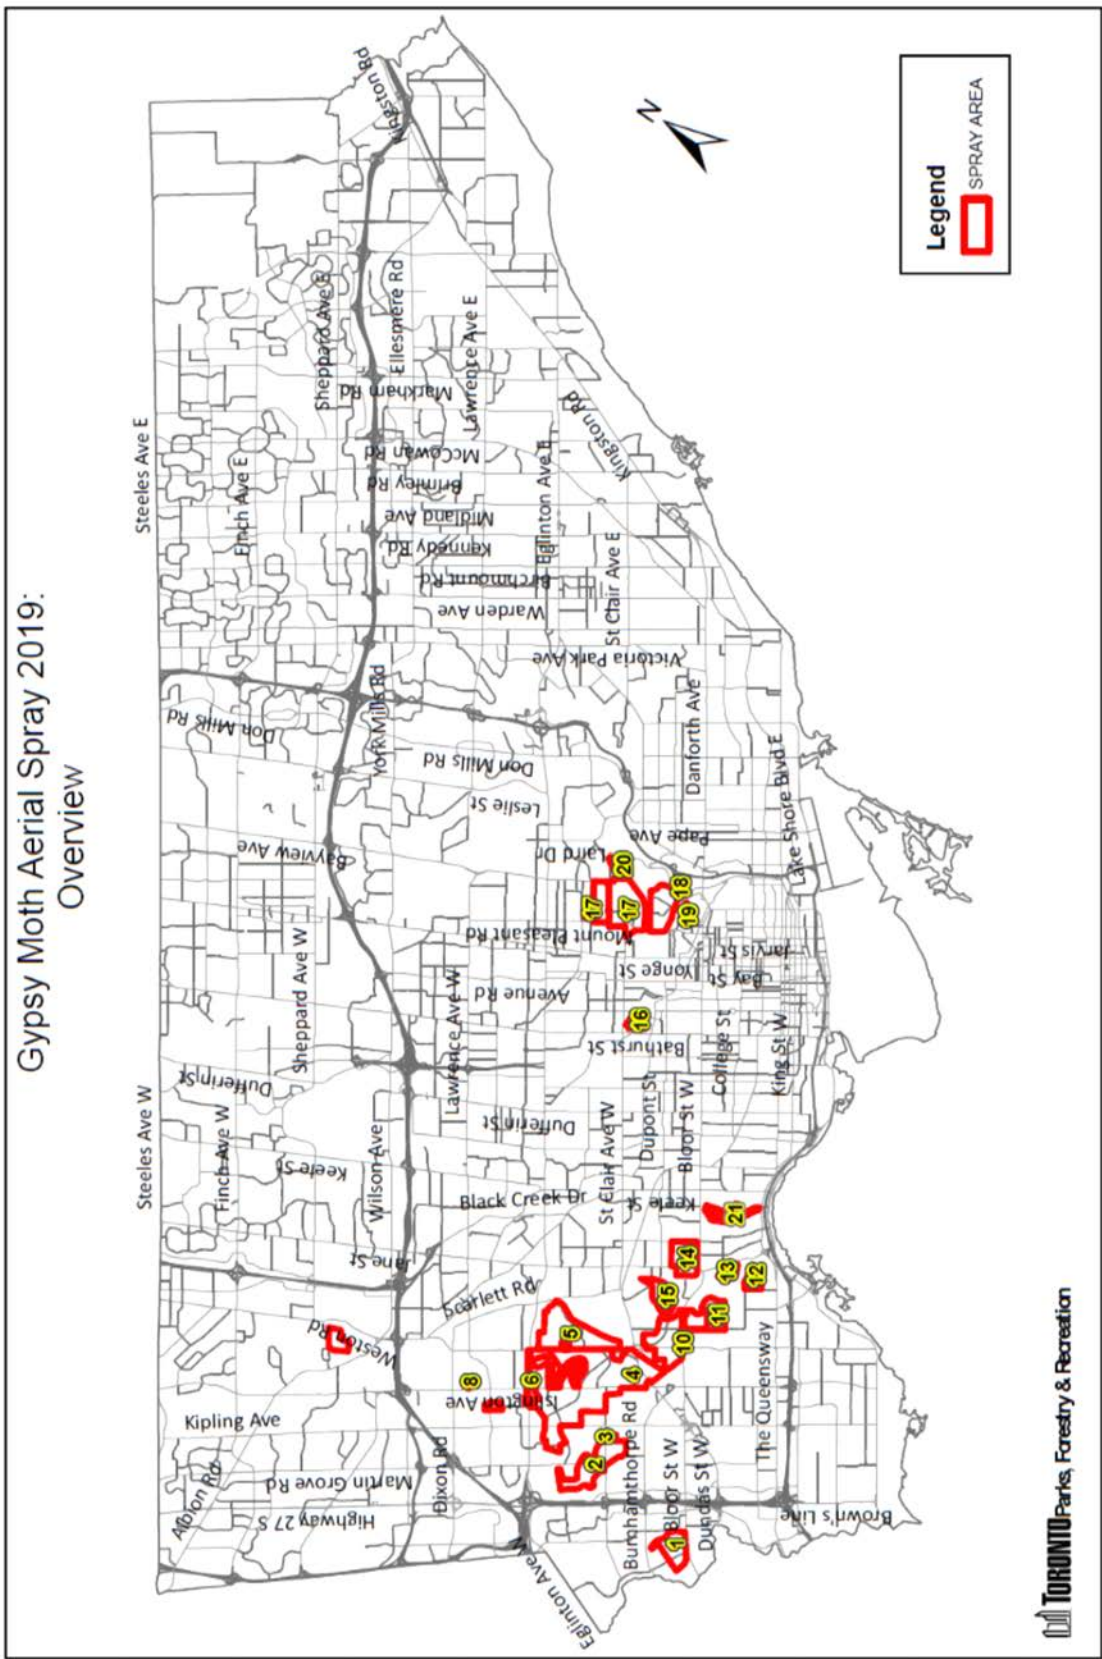 Gypsy Moth Aerial Spray 2019:
Overview
Steeles Ave W
Steeles Ave E
Albion Rd
Kipling Ave
Weston Rd
Finch Ave W
Dufferin St
Don Mills Rd
Finch Ave E
Highway 27 S
Martin Grove Rd
Jane St
Keele St
Wilson Ave
Sheppard Ave W
Bayview Ave
Sheppard Ave E
Kingston Rd
Dixon Rd
8
Scarlett Rd
Black Creek Dr
Lawrence Ave W
York Mills Rd
Ellesmere Rd
Markham Rd
McCowan Rd
Brimley Rd
Midland Ave
Kennedy Rd
Birchmount Rd
Warden Ave
Lawrence Ave E
Islington Ave
6
5
Dufferin St
Avenue Rd
Mount Pleasant Rd
Leslie St
Don Mills Rd
Laird Dr
Victoria Park Ave
Eglinton Ave E
Eglinton Ave W
2
3
4
St Clair Ave W
Bathurst St
16
Yonge St
17
17
20
Pape Ave
St Clair Ave E
Kingston Rd
Burnhamthorpe Rd
1
Bloor St W
Dundas St W
10
15
11
14
Keele St
Dupont St
Bloor St W
19
18
Danforth Ave
13
12
21
College St
Bay St
Jarvis St
The Queensway
King St W
Lake Shore Blvd E
Brown's Line
N
Legend
SPRAY AREA
TORONTO Parks, Forestry & Recreation